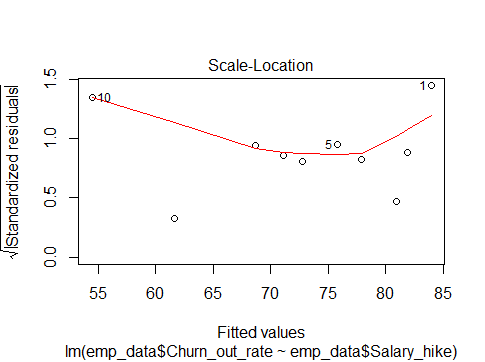 Scale-Location
√|Standardized residuals|
1.5
1.0
0.5
0.0
10
5
1
55 60 65 70 75 80 85
Fitted values
lm(emp_data$Churn_out_rate ~ emp_data$Salary_hike)